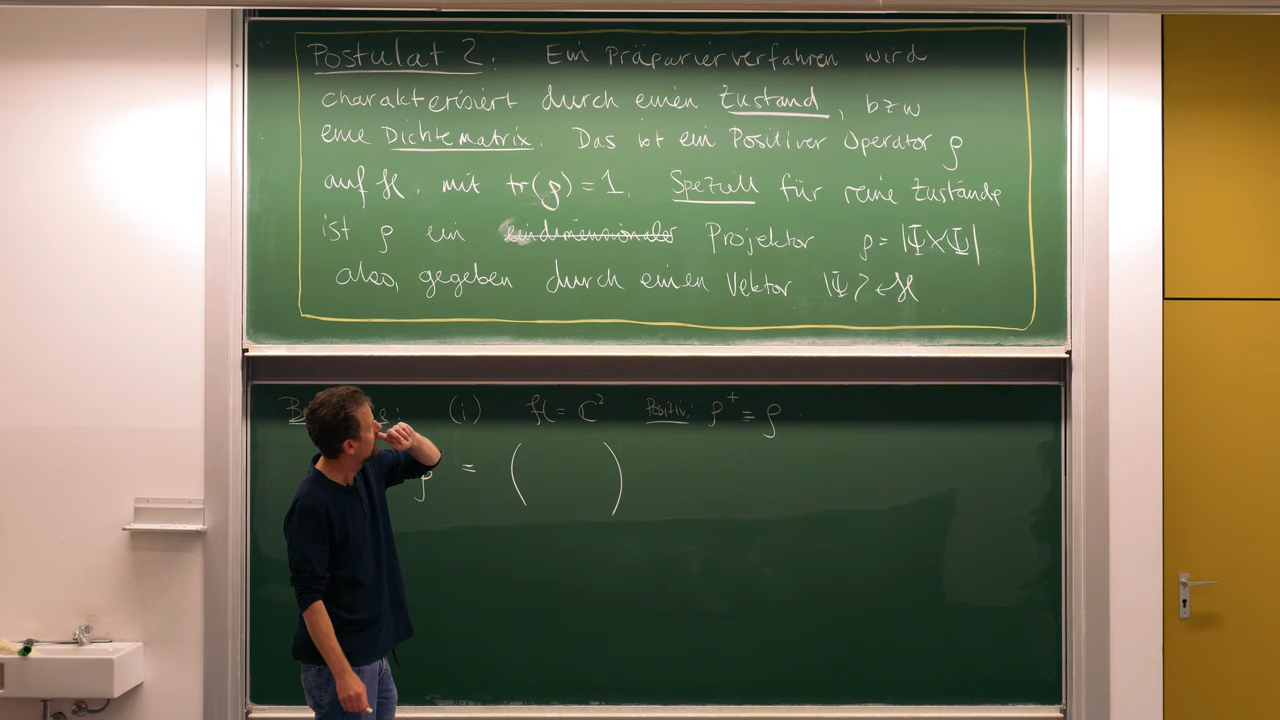 Postulat 2: Ein Präparierverfahren wird
charakterisiert durch einen Zustand, bzw
eine Dichtematrix. Das ist ein Positiver Operator ρ
auf ℋ, mit tr(ρ)=1. Speziell für reine Zustände
ist ρ ein eindimensionaler Projektor ρ=|Ψ⟩⟨Ψ|
also, gegeben durch einen Vektor |Ψ⟩∈ℋ
(i) ℋ=ℂ² Positiv: ρ⁺=ρ
ρ = ( )